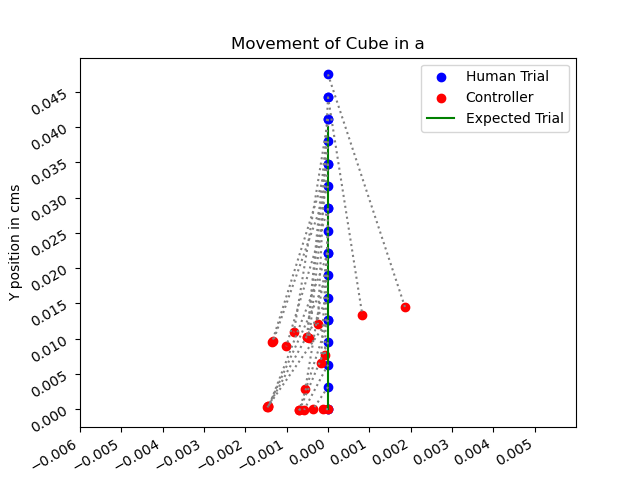 Movement of Cube in a
Human Trial
Controller
Expected Trial
Y position in cms
0.045
0.040
0.035
0.030
0.025
0.020
0.015
0.010
0.005
0.000
−0.006 −0.005 −0.004 −0.003 −0.002 −0.001 0.000 0.001 0.002 0.003 0.004 0.005